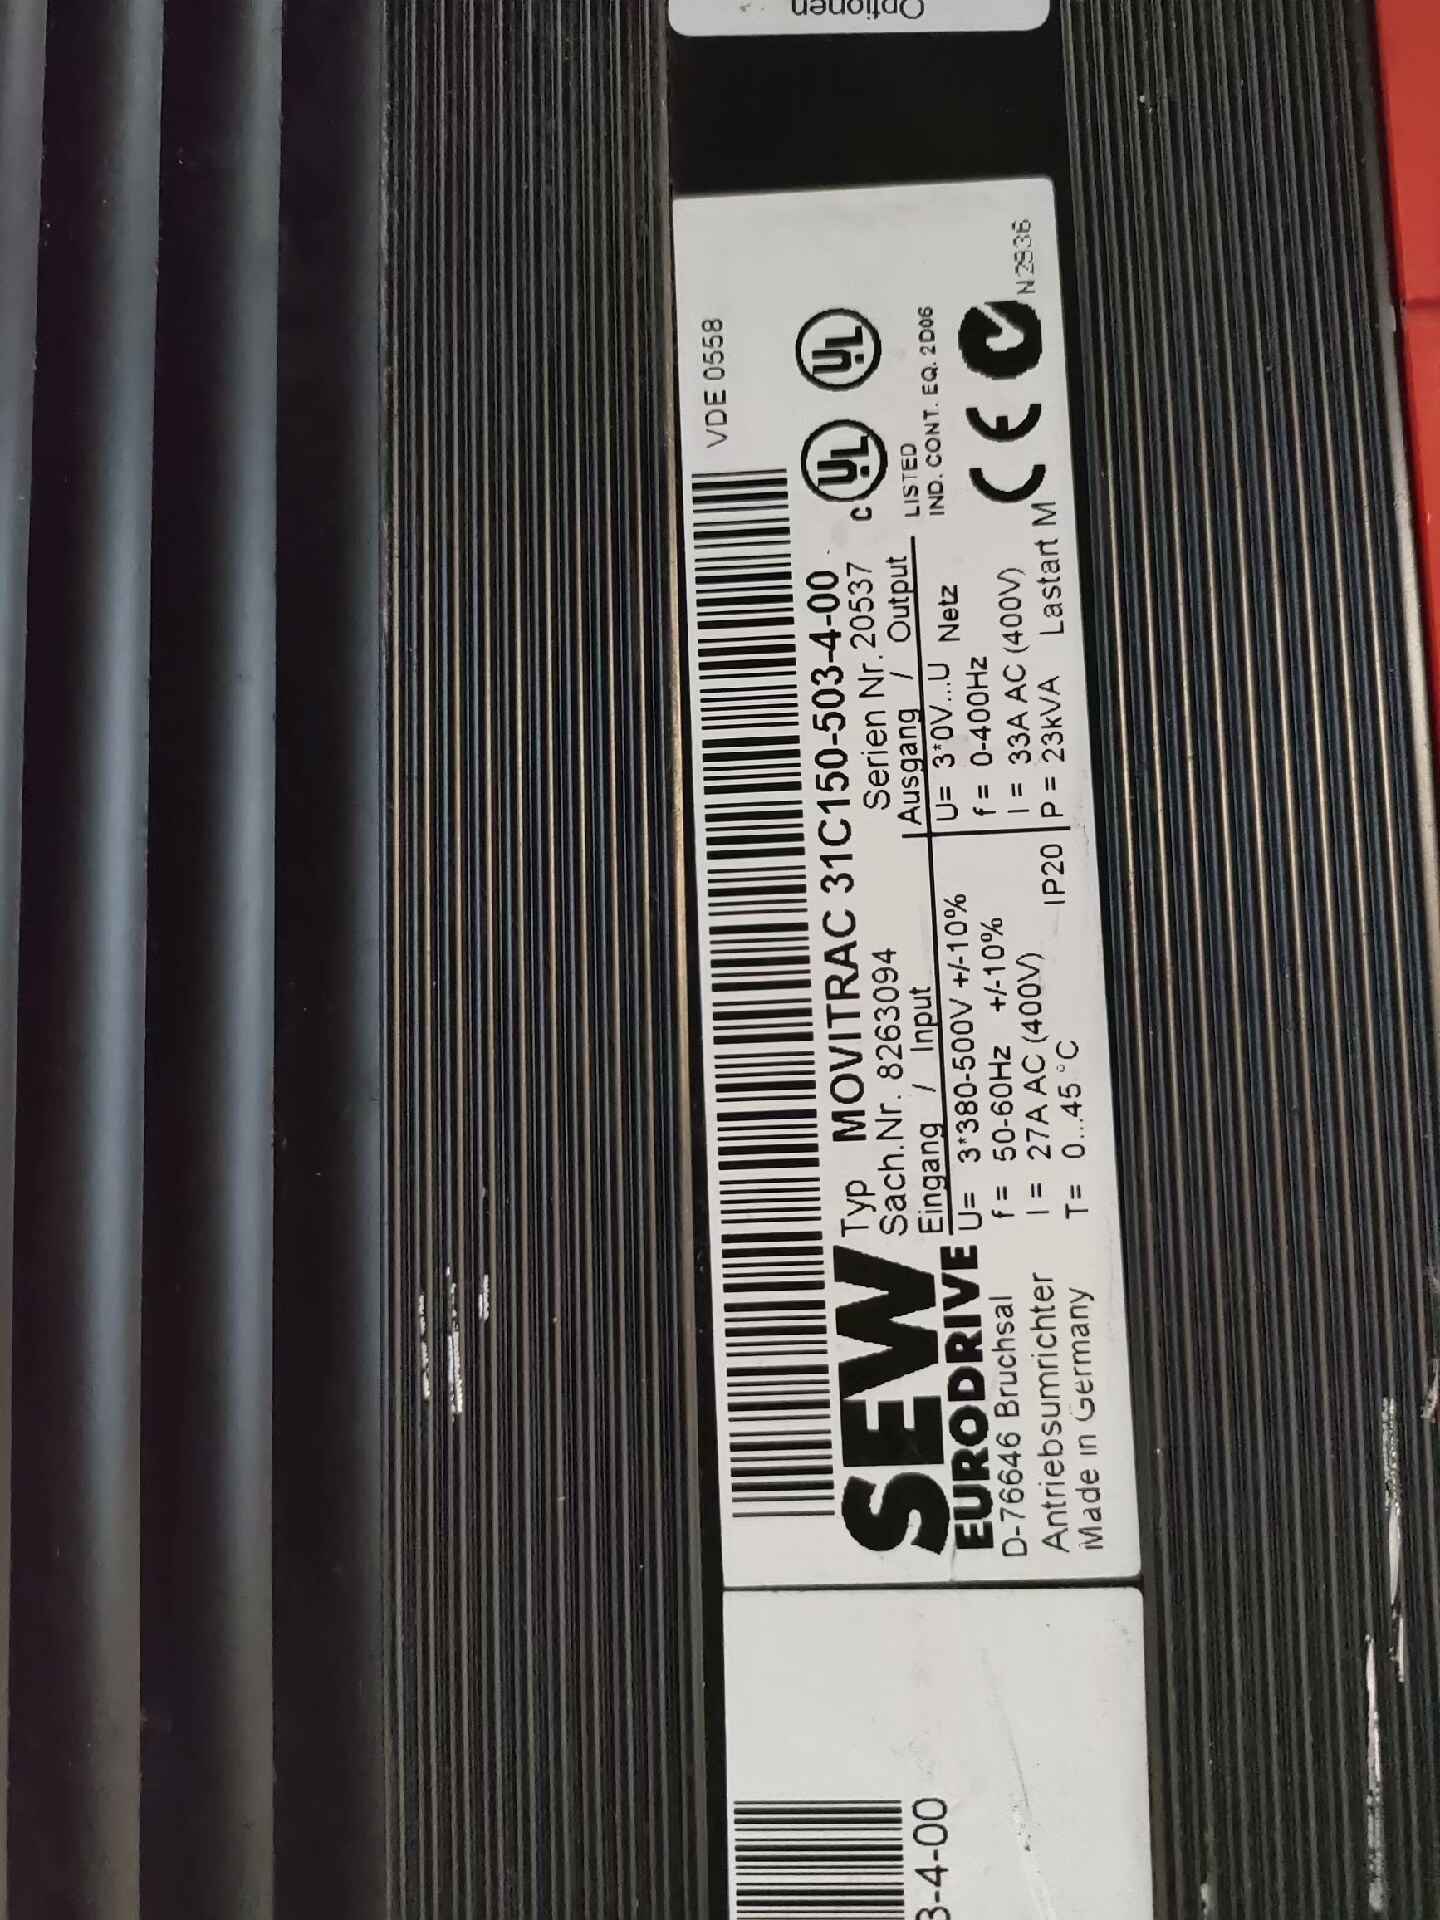 Optionen
VDE 0558
Typ MOVITRAC 31C150-503-4-00
Sach.Nr. 8263094 Serien Nr. 20537
c UL UL
LISTED
IND. CONT. EQ. 2D06
Eingang / Input Ausgang / Output
U= 3*380-500V +/-10% U= 3*0V...U Netz
f = 50-60Hz +/-10% f = 0-400Hz
I = 27A AC (400V) I = 33A AC (400V)
T= 0...45 °C IP20 P = 23kVA Lastart M
CE N2936
SEW
EURODRIVE
D-76646 Bruchsal
Antriebsumrichter
Made in Germany
3-4-00